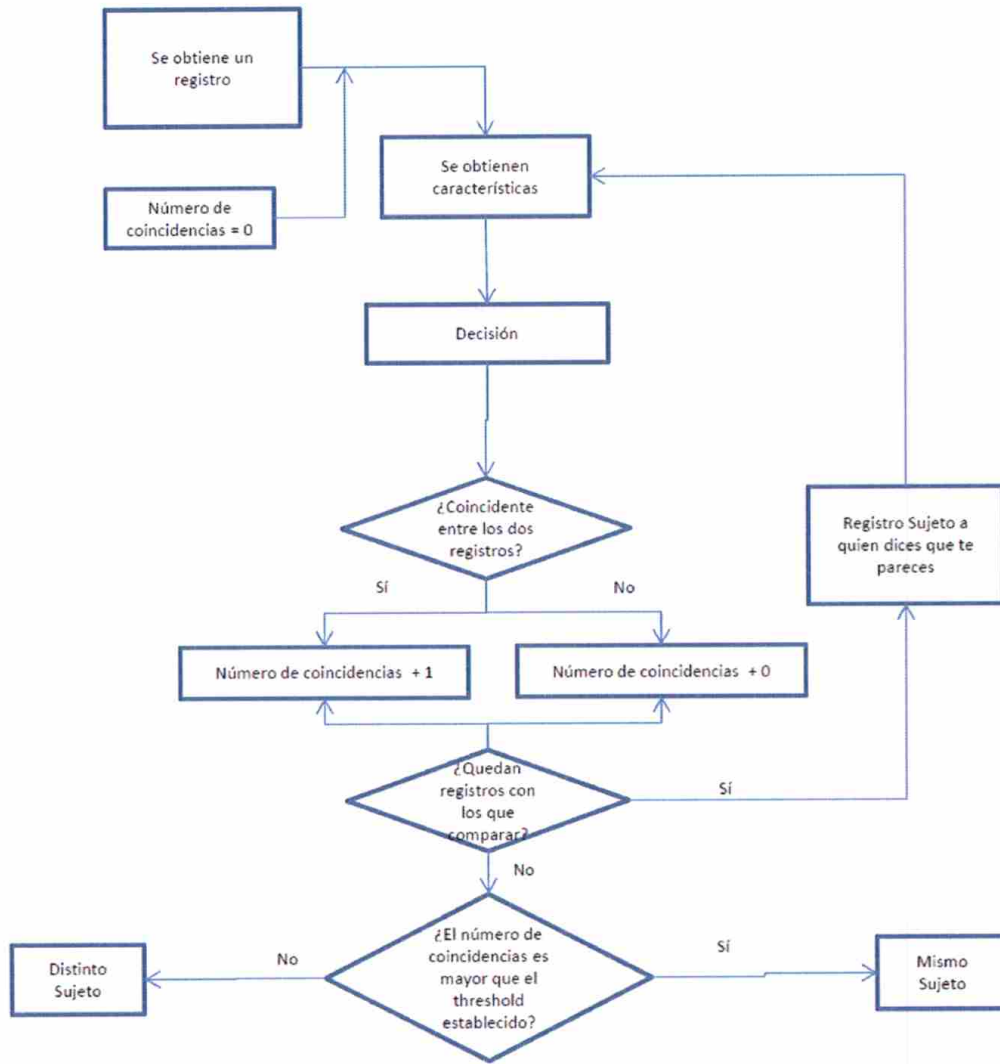 Se obtiene un
registro
Se obtienen
características
Número de
coincidencias = 0
Decisión
¿Coincidente
entre los dos
registros?
Registro Sujeto a
quien dices que te
pareces
Sí
No
Número de coincidencias + 1
Número de coincidencias + 0
¿Quedan
registros con
los que
comparar?
Sí
No
¿El número de
coincidencias es
mayor que el
threshold
establecido?
No
Sí
Distinto
Sujeto
Mismo
Sujeto